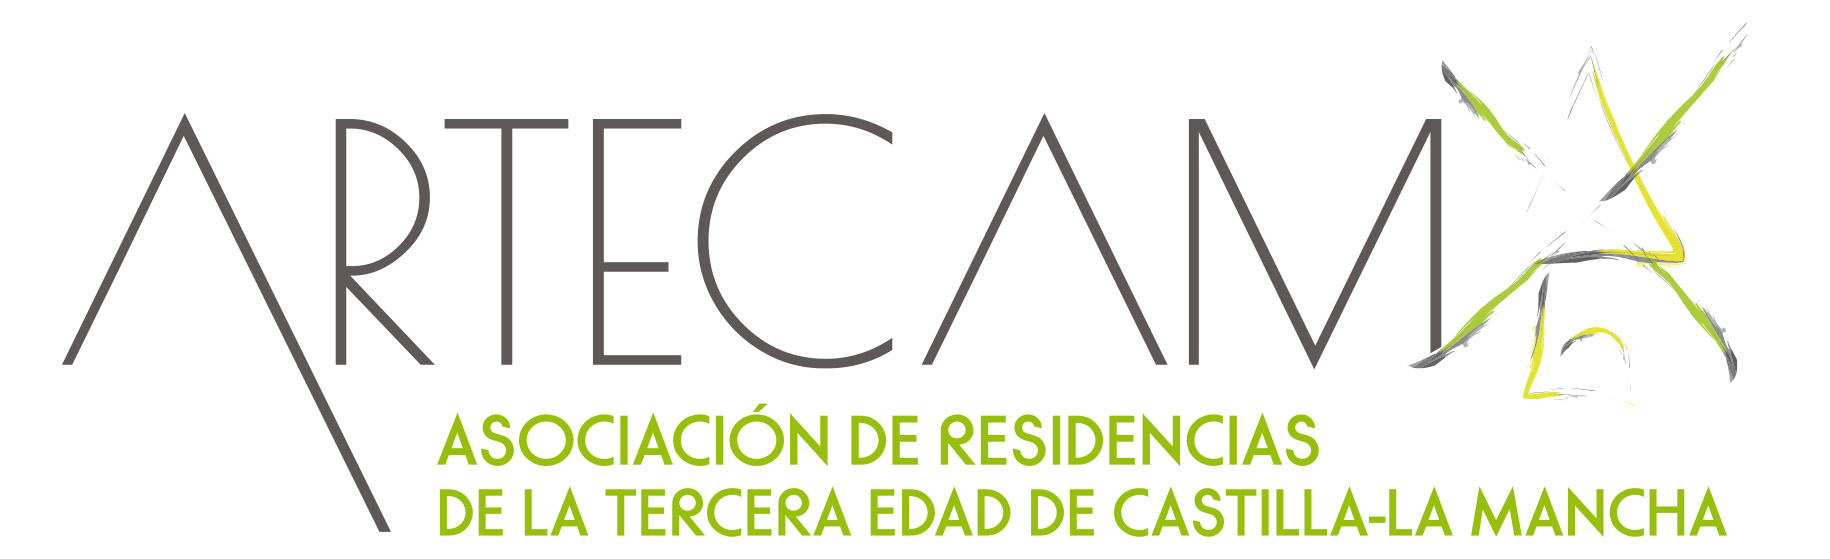 ARTECAM
ASOCIACIÓN DE RESIDENCIAS
DE LA TERCERA EDAD DE CASTILLA-LA MANCHA